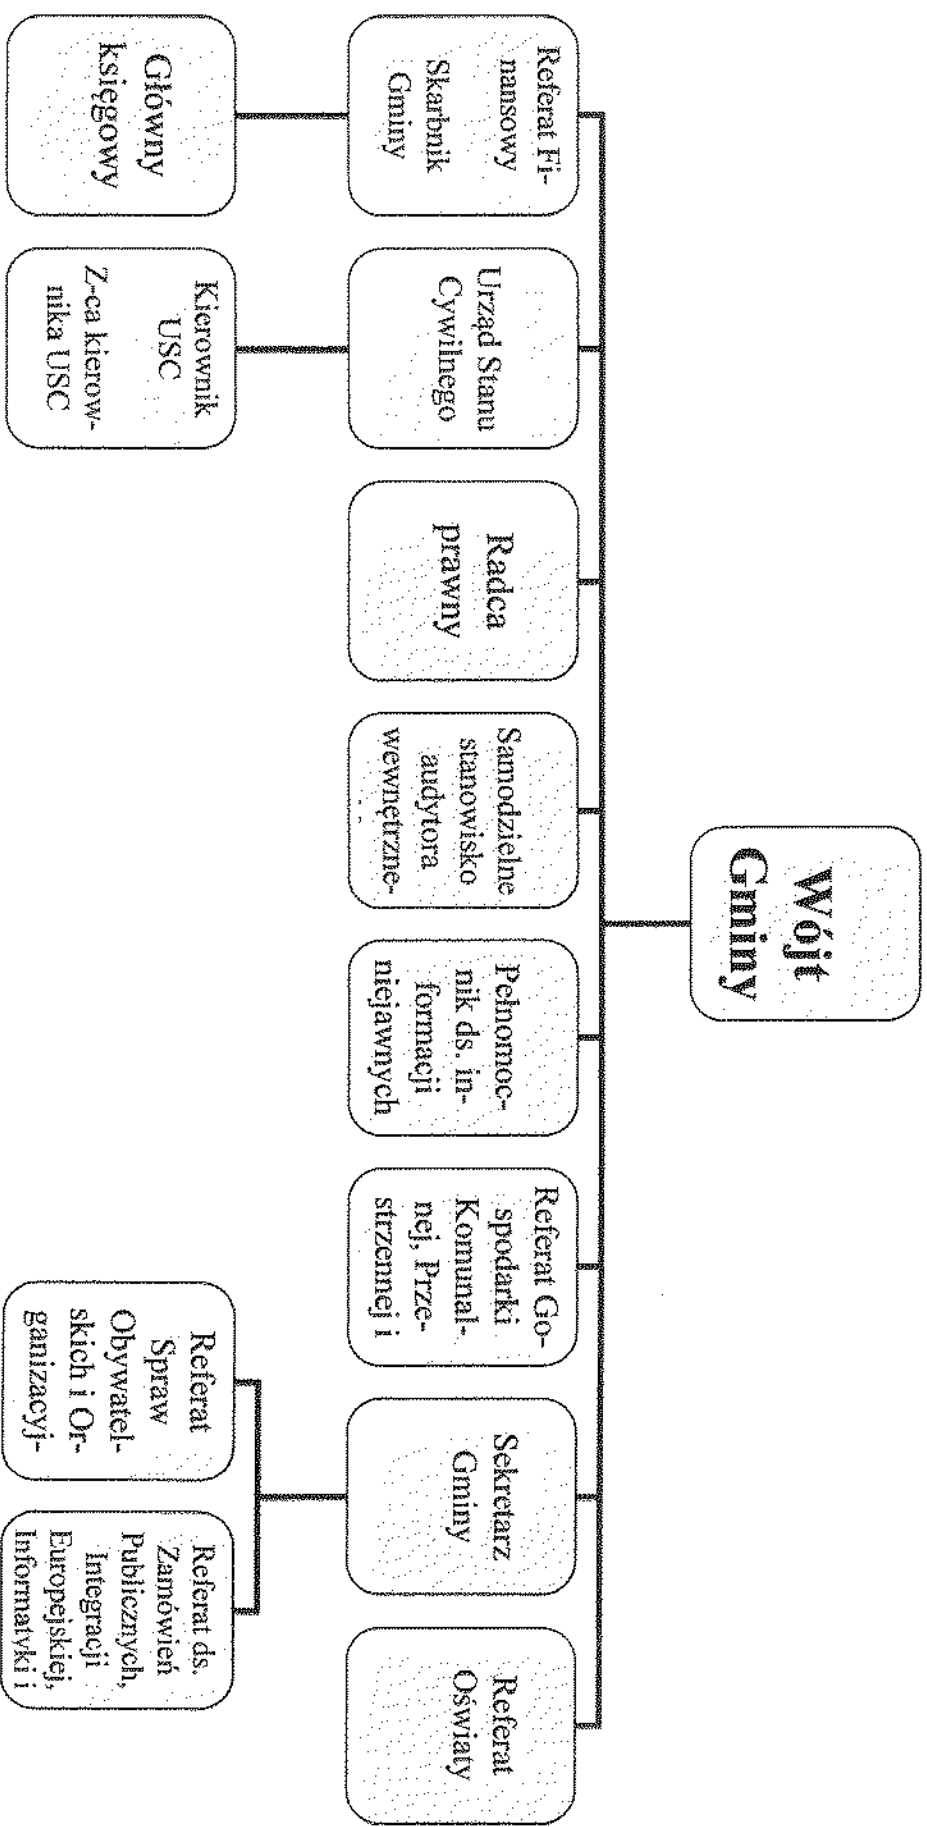 Wójt
Gminy
Referat Fi-
nansowy
Skarbnik
Gminy
Urząd Stanu
Cywilnego
Radca
prawny
Samodzielne
stanowisko
audytora
wewnętrzne-
Pełnomoc-
nik ds. in-
formacji
niejawnych
Referat Go-
spodarki
Komunal-
nej, Prze-
strzennej i
Sekretarz
Gminy
Referat
Oświaty
Główny
księgowy
Kierownik
USC
Z-ca kierow-
nika USC
Referat
Spraw
Obywatel-
skich i Or-
ganizacyj-
Referat ds.
Zamówień
Publicznych,
Integracji
Europejskiej,
Informatyki i